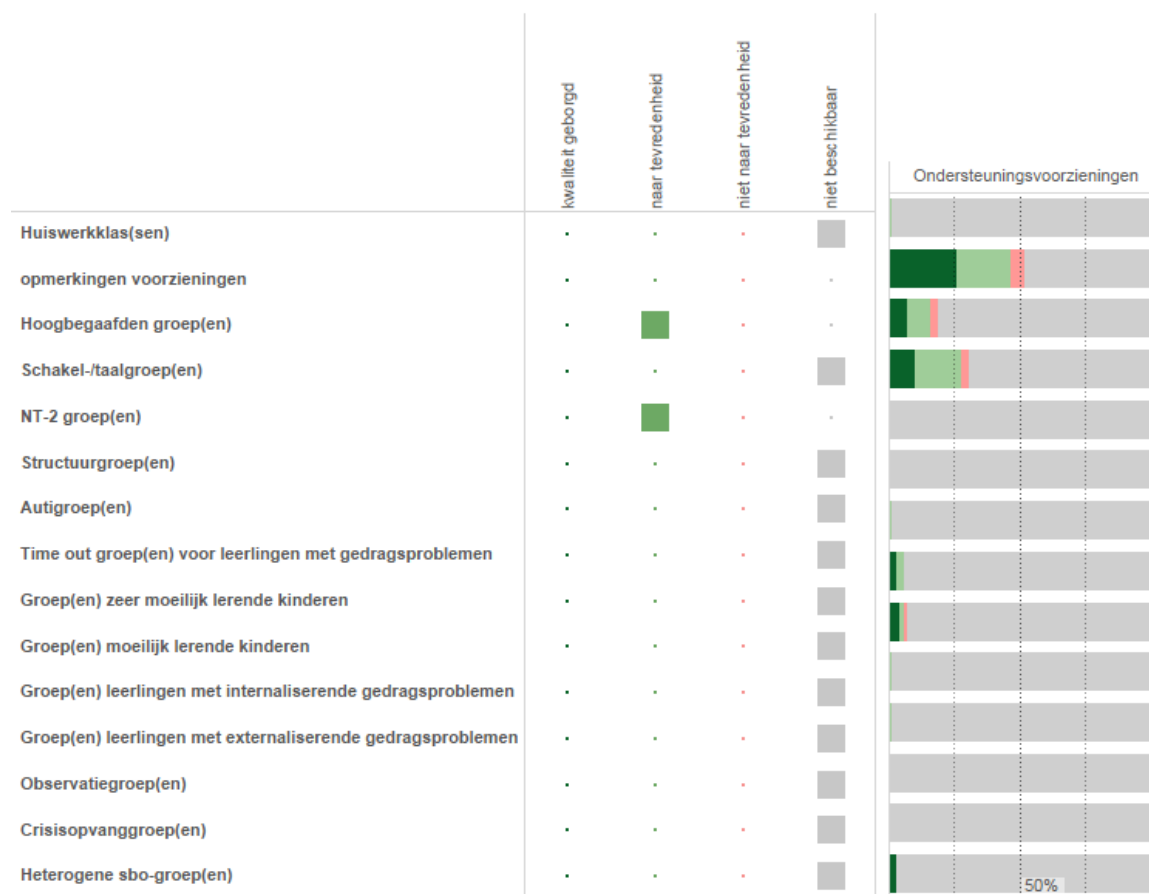 kwaliteit geborgd
naar tevredenheid
niet naar tevredenheid
niet beschikbaar
Ondersteuningsvoorzieningen
Huiswerkklas(sen)
opmerkingen voorzieningen
Hoogbegaafden groep(en)
Schakel-/taalgroep(en)
NT-2 groep(en)
Structuurgroep(en)
Autigroep(en)
Time out groep(en) voor leerlingen met gedragsproblemen
Groep(en) zeer moeilijk lerende kinderen
Groep(en) moeilijk lerende kinderen
Groep(en) leerlingen met internaliserende gedragsproblemen
Groep(en) leerlingen met externaliserende gedragsproblemen
Observatiegroep(en)
Crisisopvanggroep(en)
Heterogene sbo-groep(en)
50%